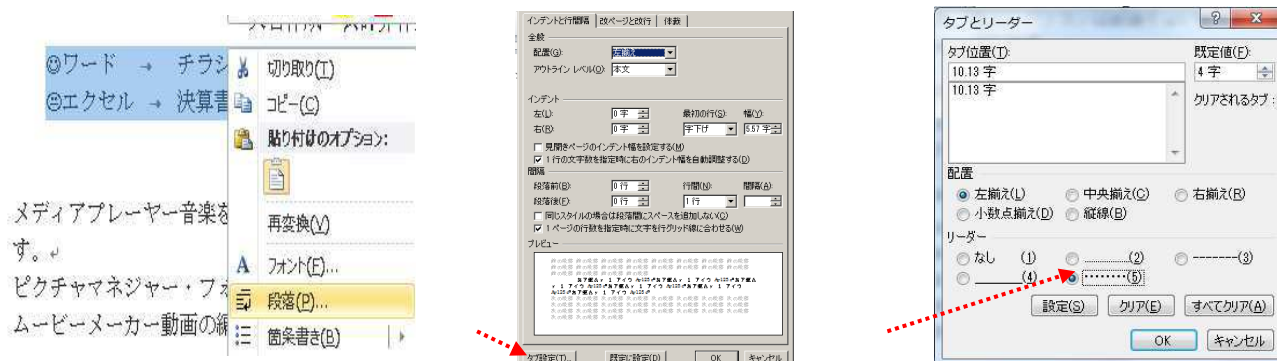 ☺ワード → チラシ
☹エクセル → 決算書
メディアプレーヤー音楽を
す。
ピクチャマネジャー・フォ
ムービーメーカー動画の編
切り取り(T)
コピー(C)
貼り付けのオプション:
再変換(V)
フォント(F)...
段落(P)...
箇条書き(B)
インデントと行間隔 改ページと改行 体裁
全般
配置(G): 左揃え
アウトライン レベル(O): 本文
インデント
左(L): 0 字 最初の行(S): 幅(Y):
右(R): 0 字 字下げ 5.57 字
見開きページのインデント幅を設定する(M)
1 行の文字数を指定時に右のインデント幅を自動調整する(D)
間隔
段落前(B): 0 行 行間(N): 間隔(A):
段落後(F): 0 行 1 行
同じスタイルの場合は段落間にスペースを追加しない(C)
1 ページの行数を指定時に文字を行グリッド線に合わせる(W)
プレビュー
タブ設定(T)... 既定に設定(D) OK キャンセル
タブとリーダー
タブ位置(T): 既定値(F):
10.13 字 4 字
10.13 字 クリアされるタブ:
配置
左揃え(L) 中央揃え(C) 右揃え(R)
小数点揃え(D) 縦線(B)
リーダー
なし (1) ..........(2) -------(3)
____(4) ········(5)
設定(S) クリア(E) すべてクリア(A)
OK キャンセル